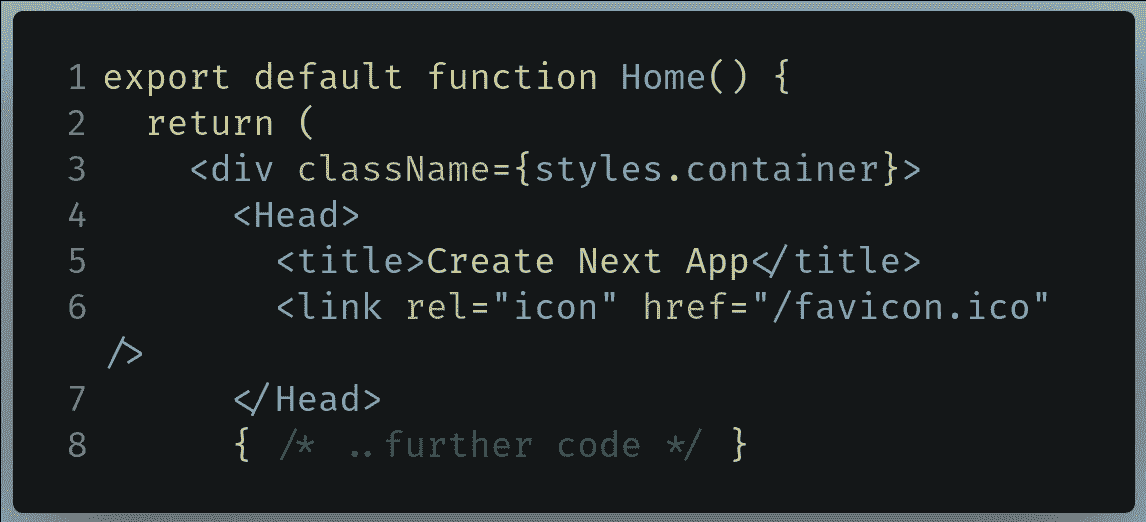 1 export default function Home() {
2   return (
3     <div className={styles.container}>
4       <Head>
5         <title>Create Next App</title>
6         <link rel="icon" href="/favicon.ico"
/>
7       </Head>
8       { /* ..further code */ }